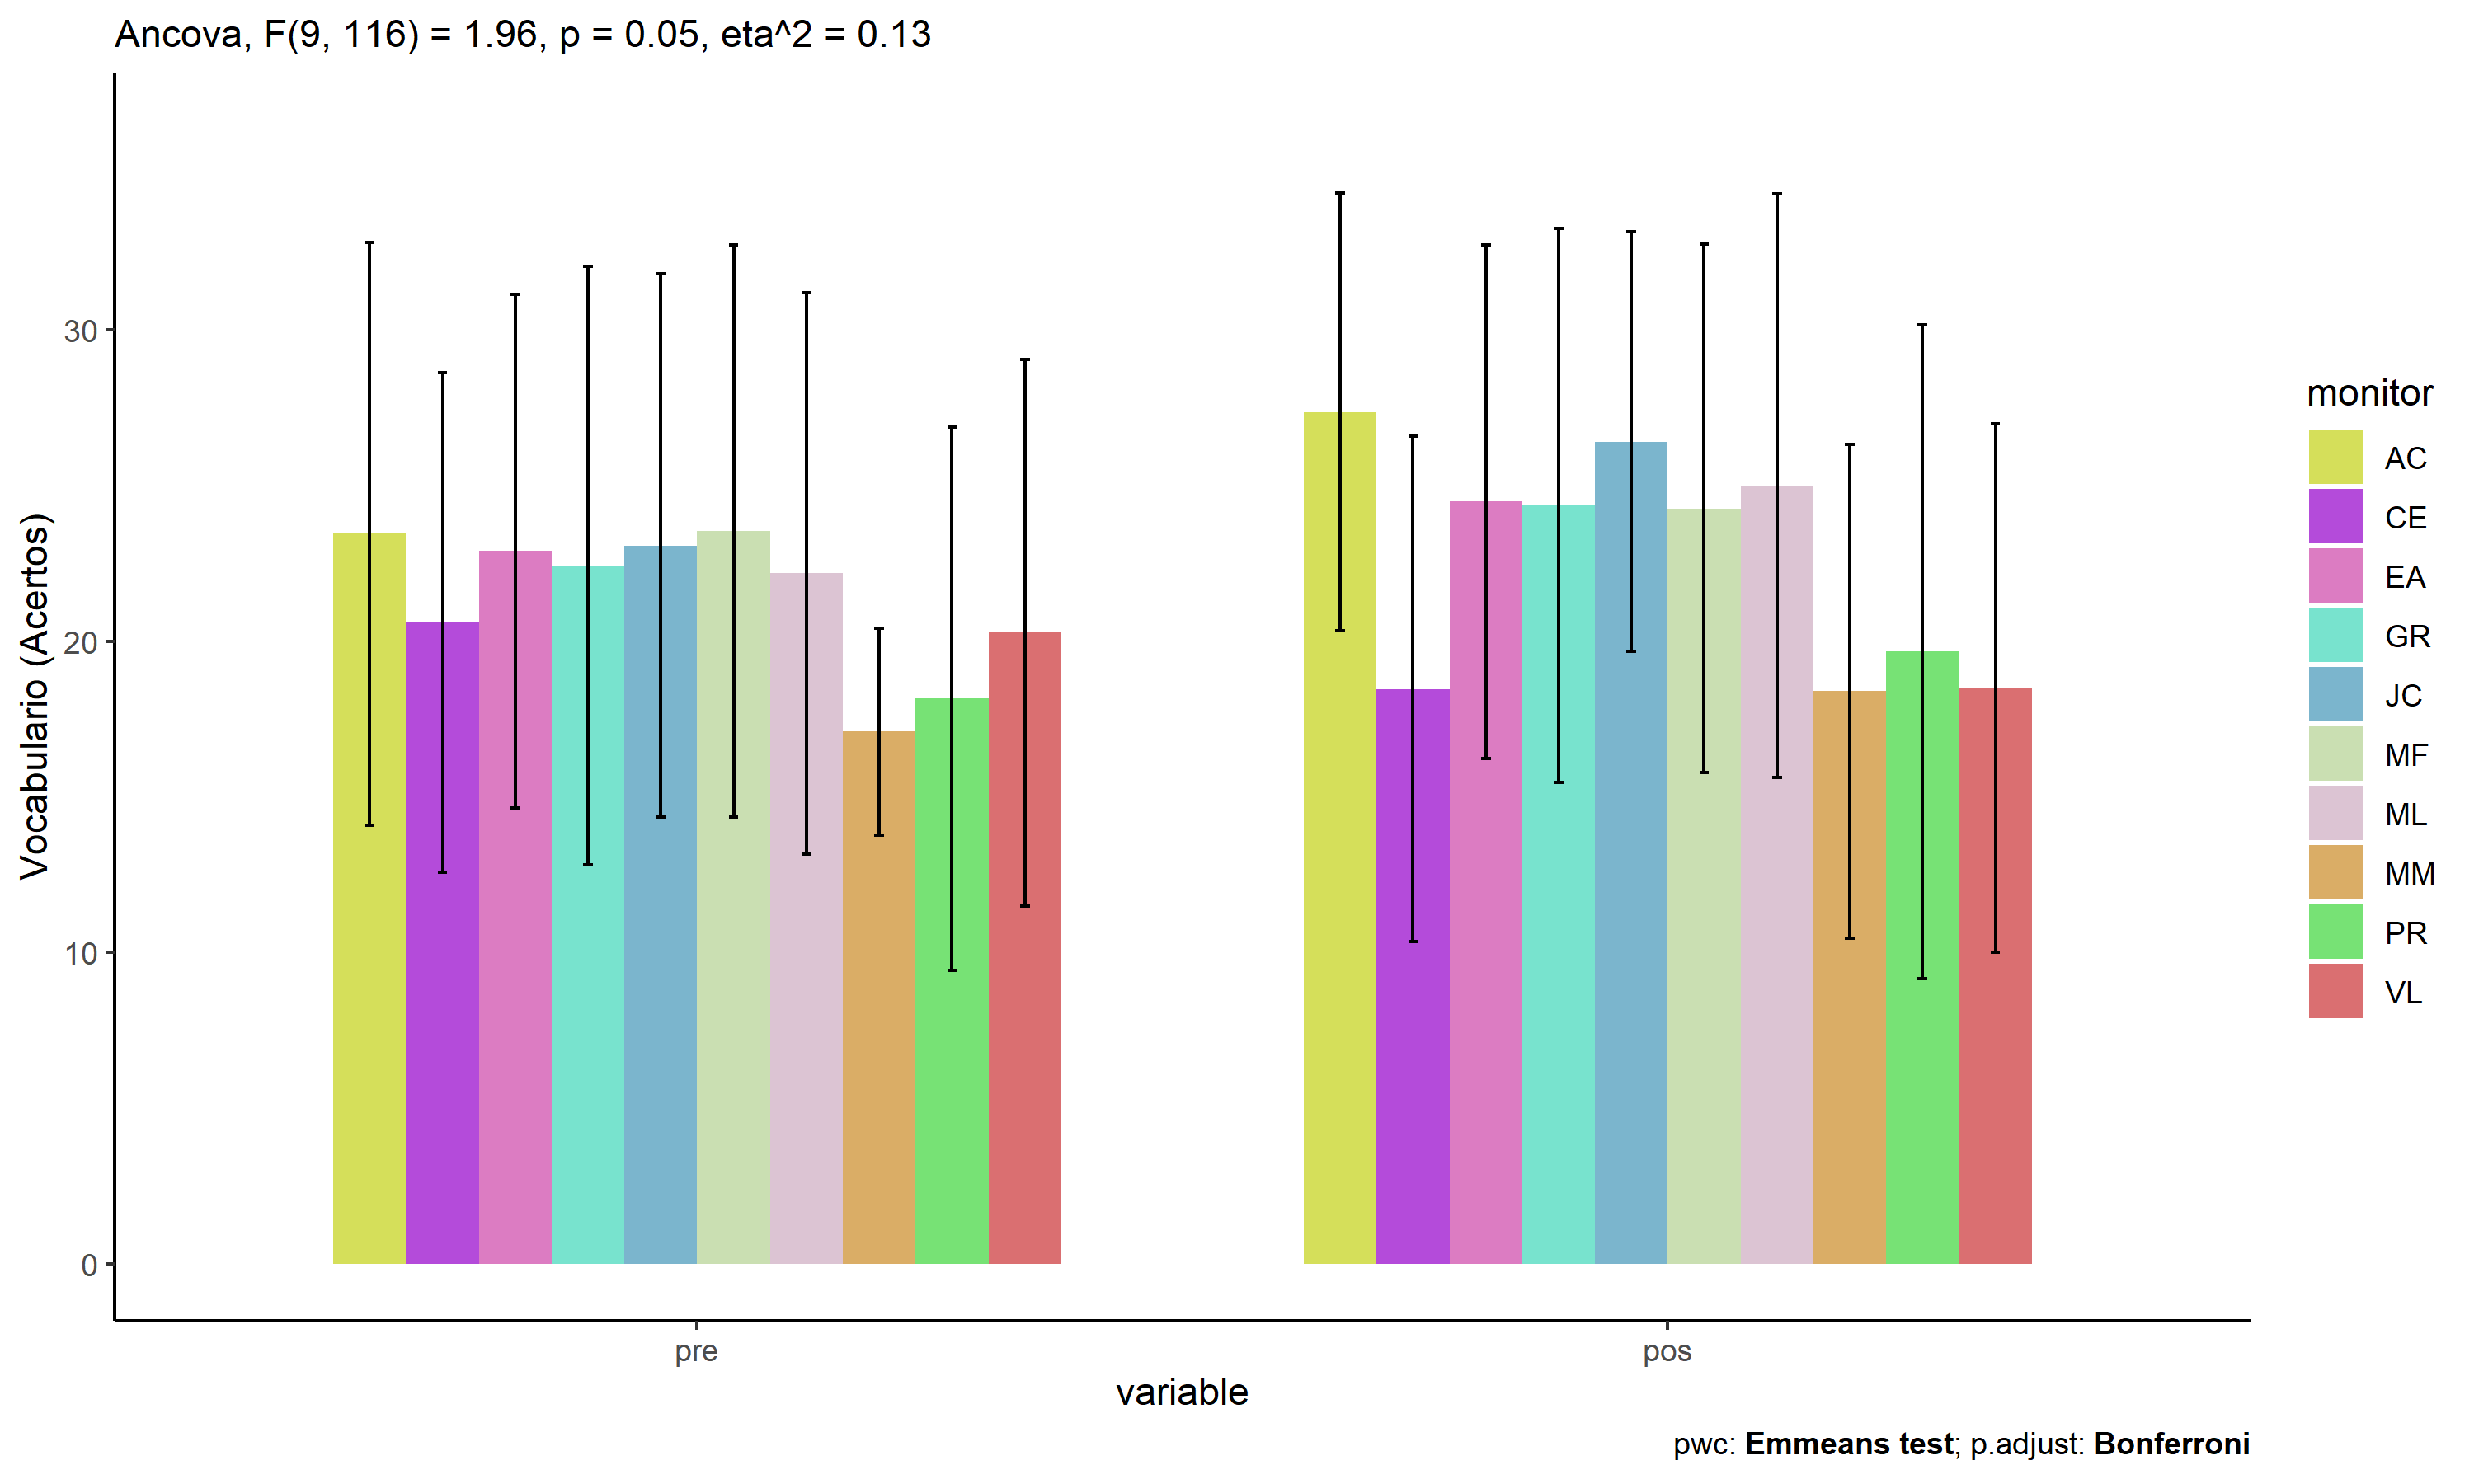 Ancova, F(9, 116) = 1.96, p = 0.05, eta^2 = 0.13
Vocabulario (Acertos)
30
20
10
0
pre
pos
variable
monitor
AC
CE
EA
GR
JC
MF
ML
MM
PR
VL
pwc: Emmeans test; p.adjust: Bonferroni